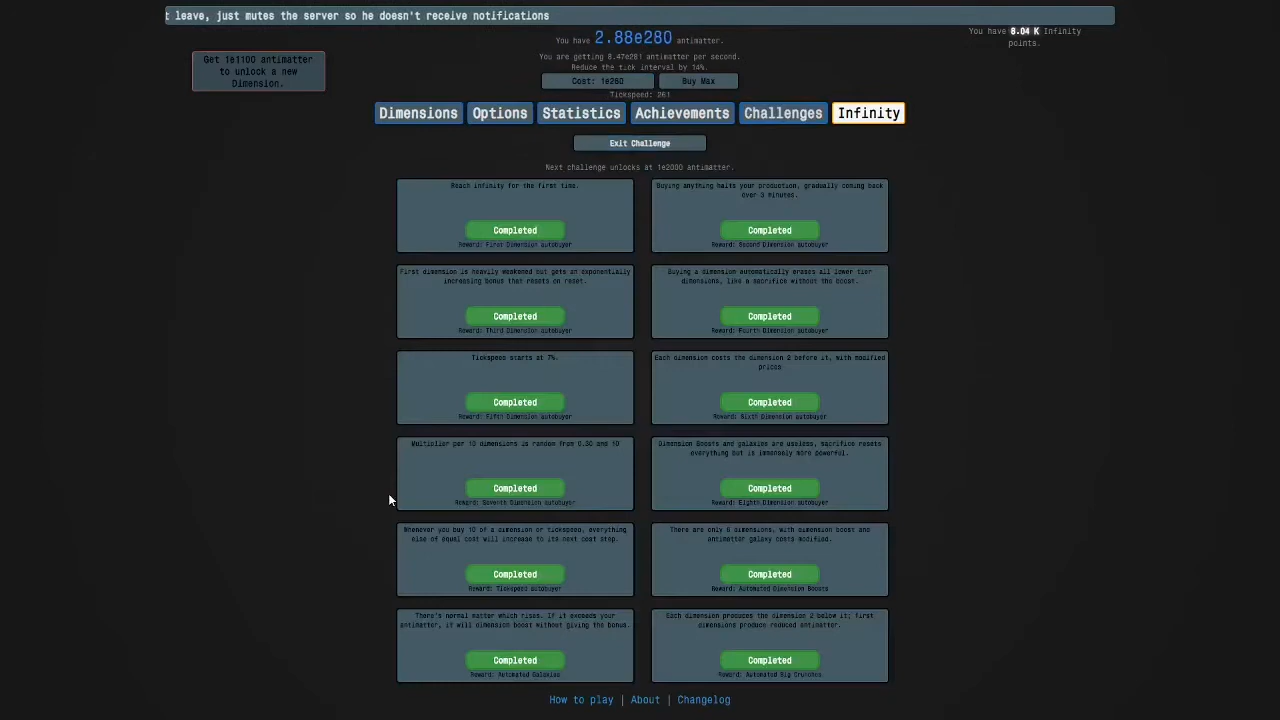 t leave, just mutes the server so he doesn't receive notifications
You have 2.88e280 antimatter.
You have 8.04 K Infinity
points.
You are getting 8.47e281 antimatter per second.
Reduce the tick interval by 14%.
Get 1e1100 antimatter
to unlock a new
Dimension.
Cost: 1e260
Buy Max
Tickspeed: 261
Dimensions
Options
Statistics
Achievements
Challenges
Infinity
Exit Challenge
Next challenge unlocks at 1e2000 antimatter.
Reach infinity for the first time.
Completed
Reward: First Dimension autobuyer
Buying anything halts your production, gradually coming back
over 3 minutes.
Completed
Reward: Second Dimension autobuyer
First dimension is heavily weakened but gets an exponentially
increasing bonus that resets on reset.
Completed
Reward: Third Dimension autobuyer
Buying a dimension automatically erases all lower tier
dimensions, like a sacrifice without the boost.
Completed
Reward: Fourth Dimension autobuyer
Tickspeed starts at 7%.
Completed
Reward: Fifth Dimension autobuyer
Each dimension costs the dimension 2 before it, with modified
prices
Completed
Reward: Sixth Dimension autobuyer
Multiplier per 10 dimensions is random from 0.30 and 10
Completed
Reward: Seventh Dimension autobuyer
Dimension Boosts and galaxies are useless, sacrifice resets
everything but is immensely more powerful.
Completed
Reward: Eighth Dimension autobuyer
Whenever you buy 10 of a dimension or tickspeed, everything
else of equal cost will increase to its next cost step.
Completed
Reward: Tickspeed autobuyer
There are only 6 dimensions, with dimension boost and
antimatter galaxy costs modified.
Completed
Reward: Automated Dimension Boosts
There's normal matter which rises. If it exceeds your
antimatter, it will dimension boost without giving the bonus.
Completed
Reward: Automated Galaxies
Each dimension produces the dimension 2 below it; first
dimensions produce reduced antimatter.
Completed
Reward: Automated Big Crunches
How to play | About | Changelog